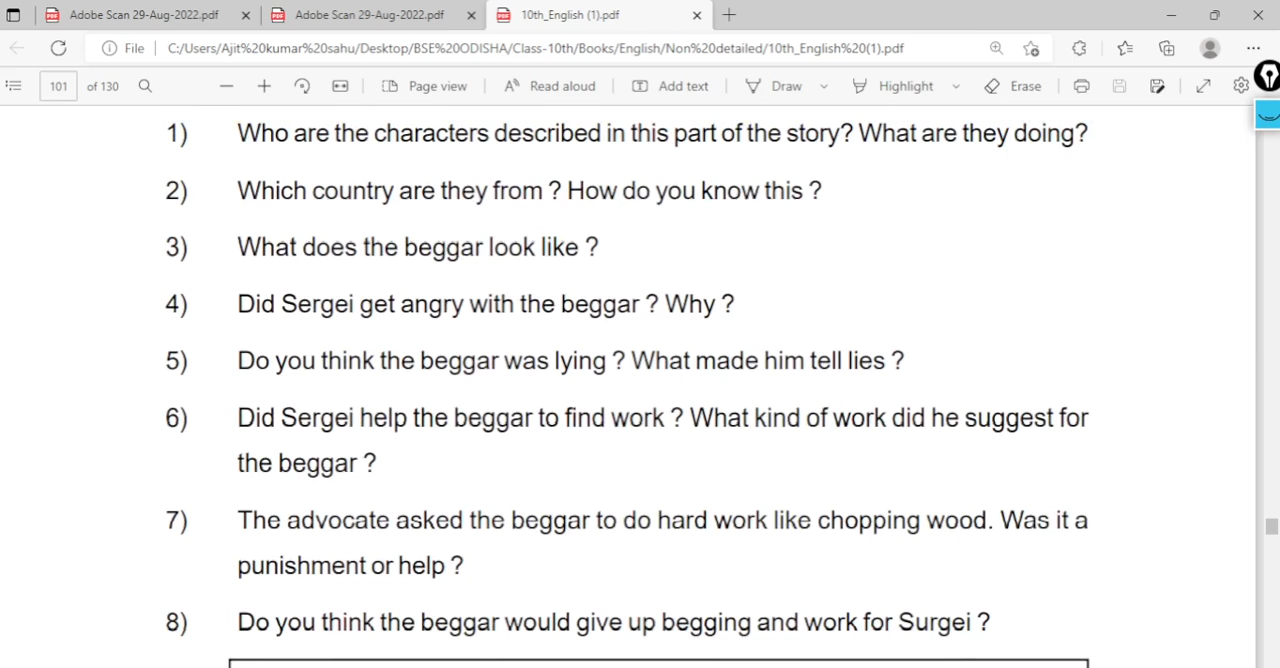 Adobe Scan 29-Aug-2022.pdf
Adobe Scan 29-Aug-2022.pdf
10th_English (1).pdf
File C:/Users/Ajit%20kumar%20sahu/Desktop/BSE%20ODISHA/Class-10th/Books/English/Non%20detailed/10th_English%20(1).pdf
101 of 130 Page view Read aloud Add text Draw Highlight Erase
1) Who are the characters described in this part of the story? What are they doing?
2) Which country are they from ? How do you know this ?
3) What does the beggar look like ?
4) Did Sergei get angry with the beggar ? Why ?
5) Do you think the beggar was lying ? What made him tell lies ?
6) Did Sergei help the beggar to find work ? What kind of work did he suggest for
the beggar ?
7) The advocate asked the beggar to do hard work like chopping wood. Was it a
punishment or help ?
8) Do you think the beggar would give up begging and work for Surgei ?